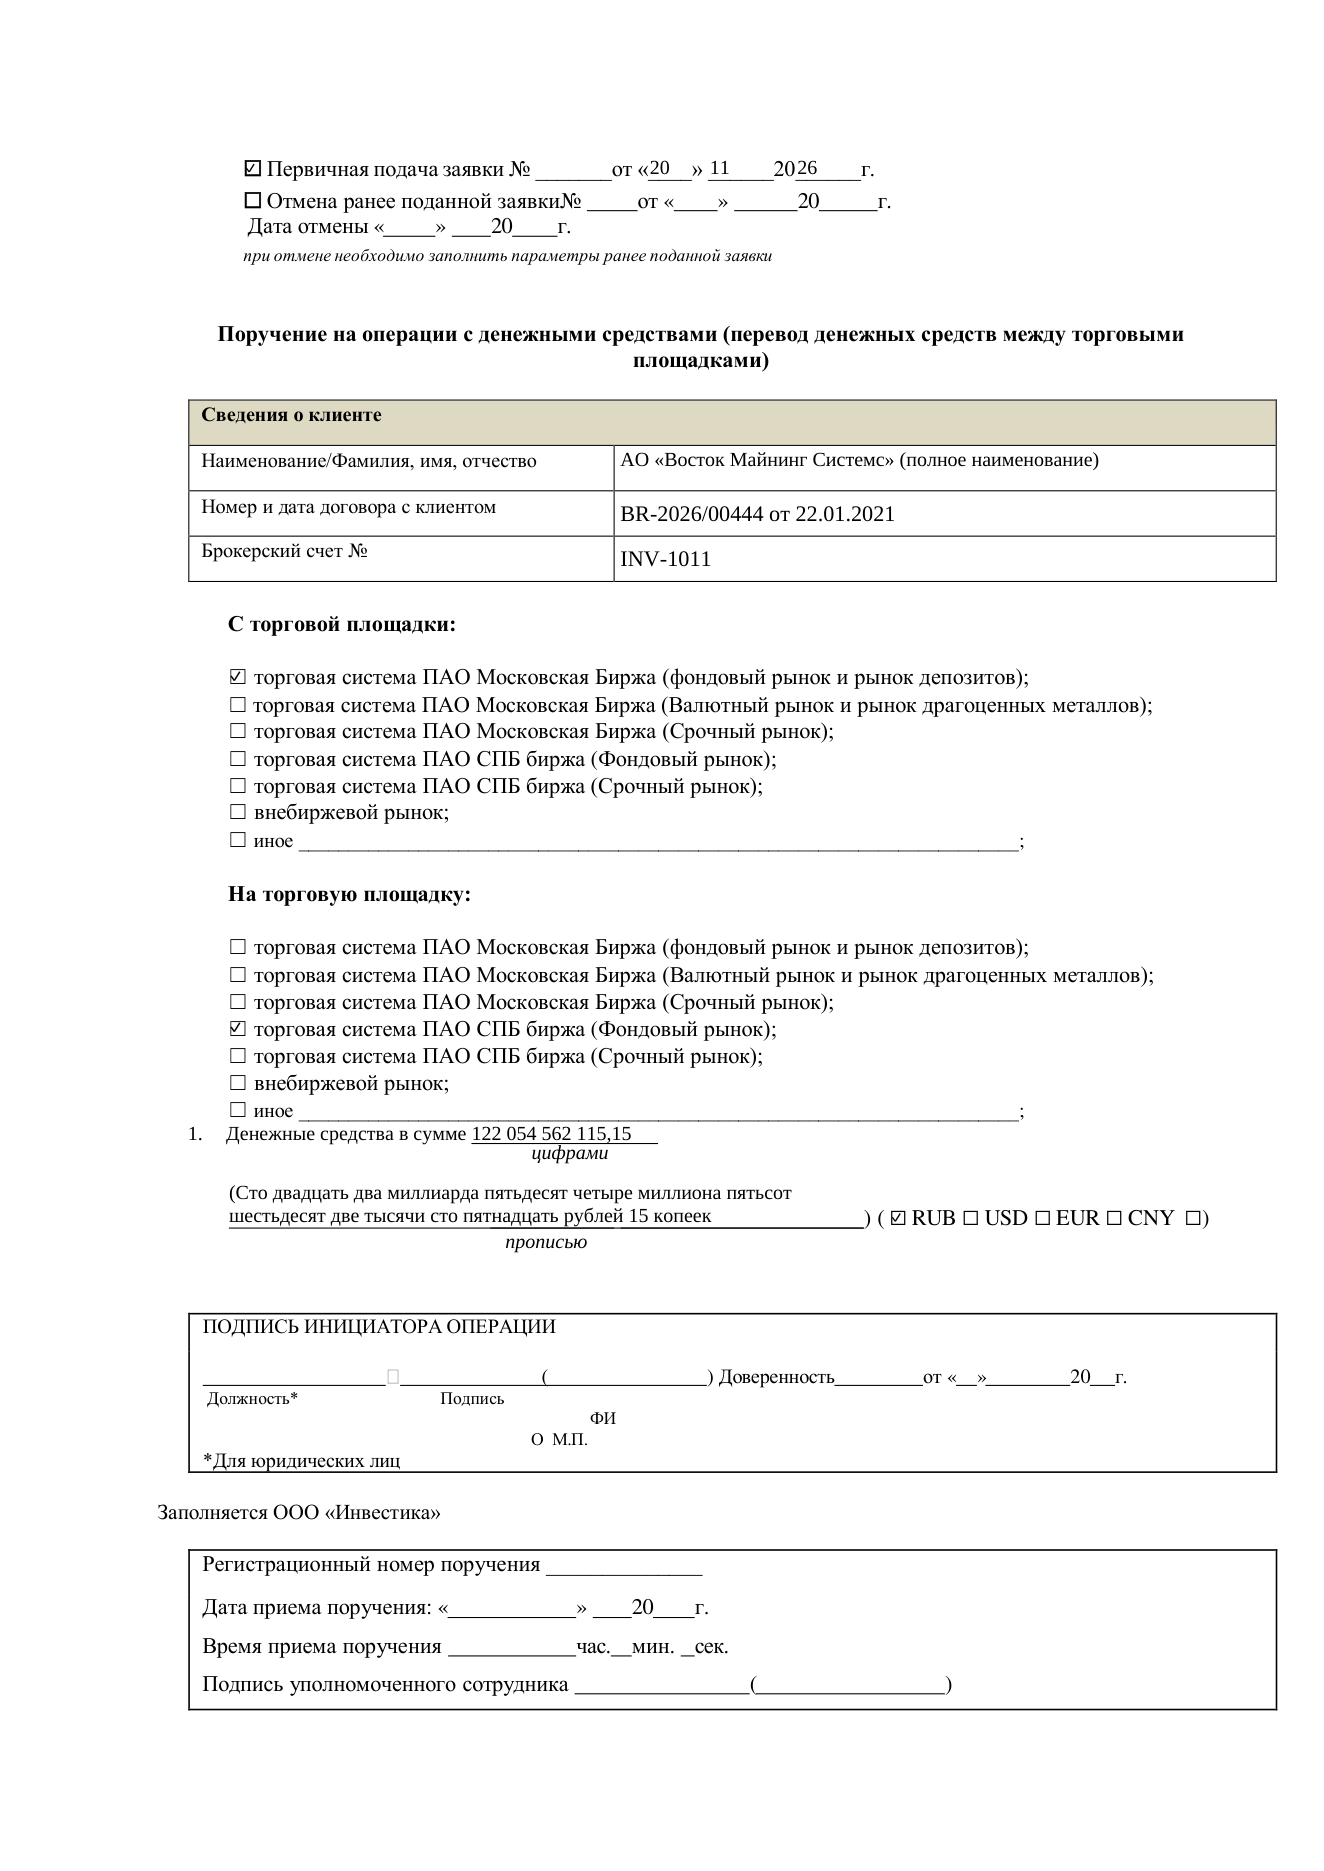 ☑ Первичная подача заявки № _______от «20____» 11______2026______г.
☐ Отмена ранее поданной заявки№ _____от «____» ______20_____г.
Дата отмены «_____» ____20____г.
при отмене необходимо заполнить параметры ранее поданной заявки
Поручение на операции с денежными средствами (перевод денежных средств между торговыми
площадками)
Сведения о клиенте
Наименование/Фамилия, имя, отчество АО «Восток Майнинг Системс» (полное наименование)
Номер и дата договора с клиентом BR-2026/00444 от 22.01.2021
Брокерский счет № INV-1011
С торговой площадки:
☑ торговая система ПАО Московская Биржа (фондовый рынок и рынок депозитов);
☐ торговая система ПАО Московская Биржа (Валютный рынок и рынок драгоценных металлов);
☐ торговая система ПАО Московская Биржа (Срочный рынок);
☐ торговая система ПАО СПБ биржа (Фондовый рынок);
☐ торговая система ПАО СПБ биржа (Срочный рынок);
☐ внебиржевой рынок;
☐ иное ________________________________________________________________________;
На торговую площадку:
☐ торговая система ПАО Московская Биржа (фондовый рынок и рынок депозитов);
☐ торговая система ПАО Московская Биржа (Валютный рынок и рынок драгоценных металлов);
☐ торговая система ПАО Московская Биржа (Срочный рынок);
☑ торговая система ПАО СПБ биржа (Фондовый рынок);
☐ торговая система ПАО СПБ биржа (Срочный рынок);
☐ внебиржевой рынок;
☐ иное ________________________________________________________________________;
1. Денежные средства в сумме 122 054 562 115,15
цифрами
(Сто двадцать два миллиарда пятьдесят четыре миллиона пятьсот
шестьдесят две тысячи сто пятнадцать рублей 15 копеек ) ( ☑ RUB ☐ USD ☐ EUR ☐ CNY ☐)
прописью
ПОДПИСЬ ИНИЦИАТОРА ОПЕРАЦИИ
___________________ _______________(________________) Доверенность_________от «__»_________20___г.
Должность* Подпись
ФИ
О М.П.
*Для юридических лиц
Заполняется ООО «Инвестика»
Регистрационный номер поручения _______________
Дата приема поручения: «____________» ____20____г.
Время приема поручения ____________час.__мин. _сек.
Подпись уполномоченного сотрудника _________________(__________________)